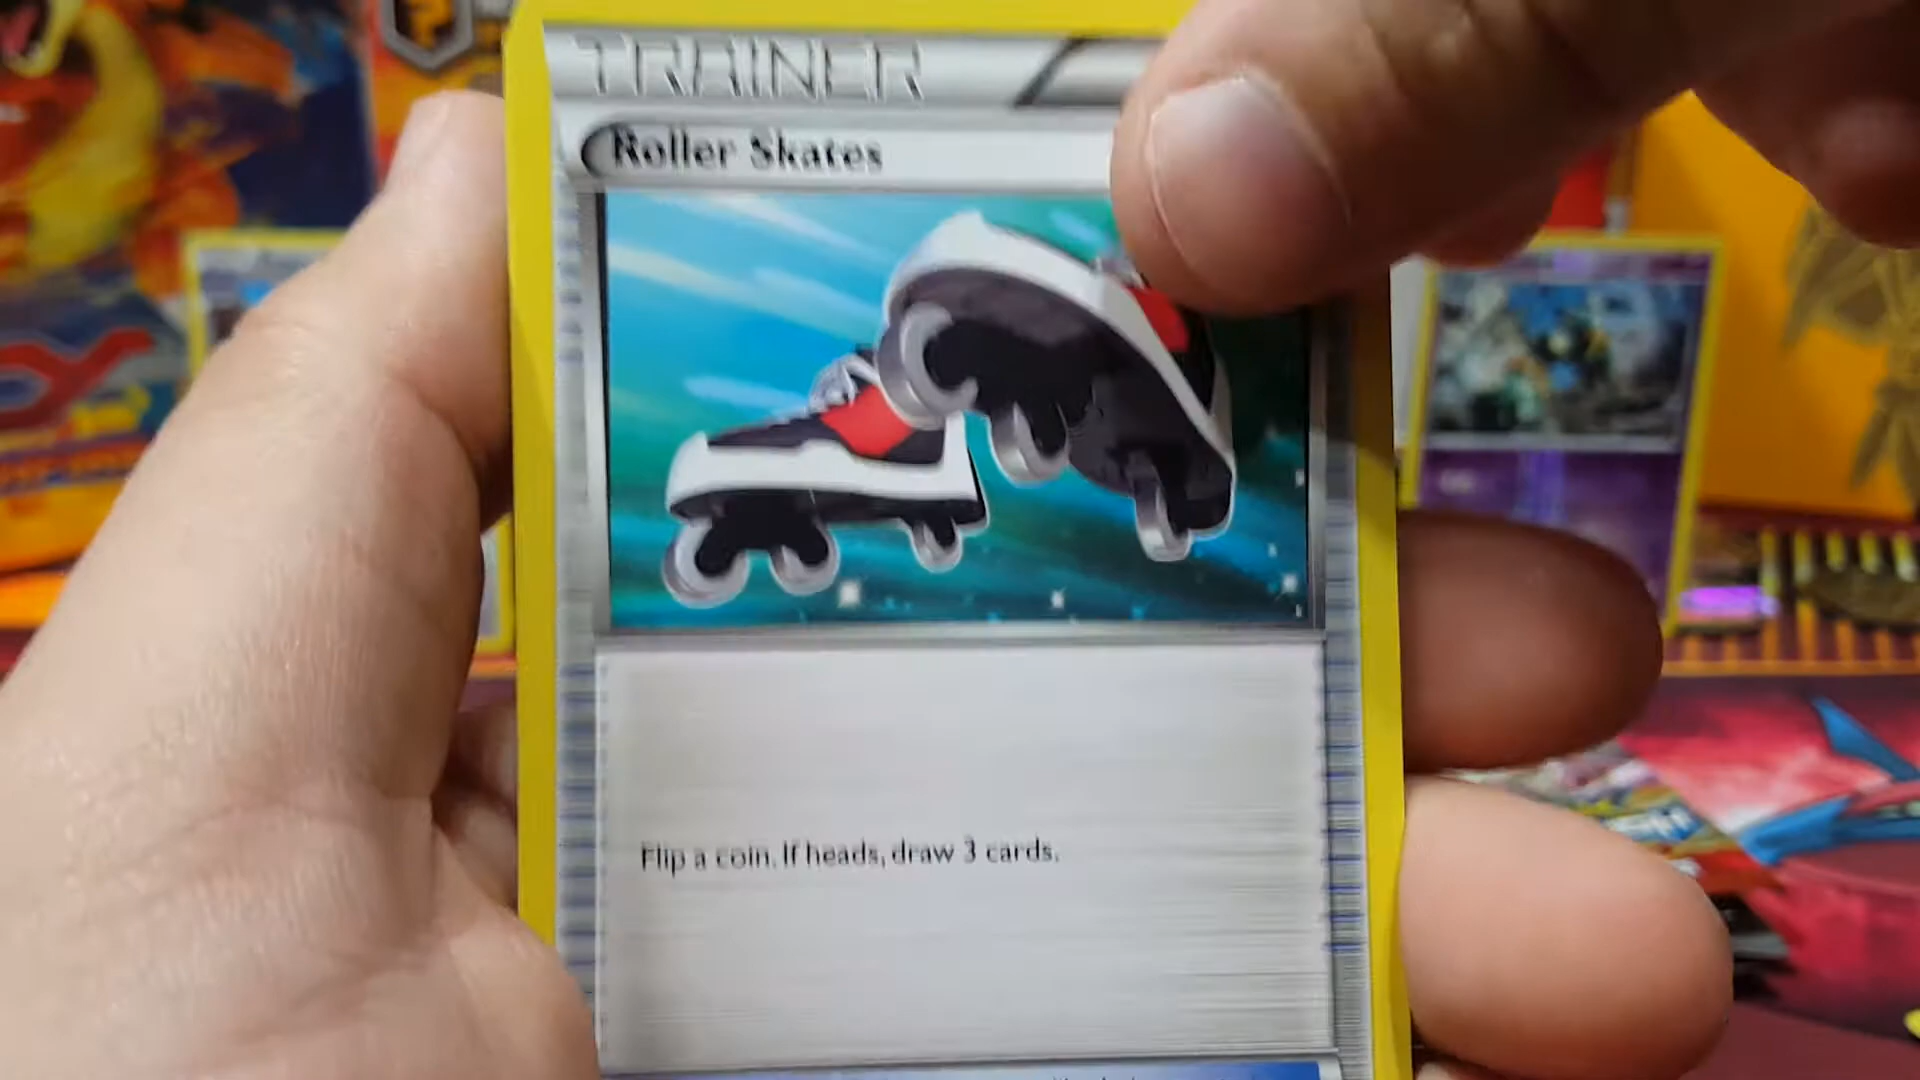 TRAINER
Roller Skates
Flip a coin. If heads, draw 3 cards.